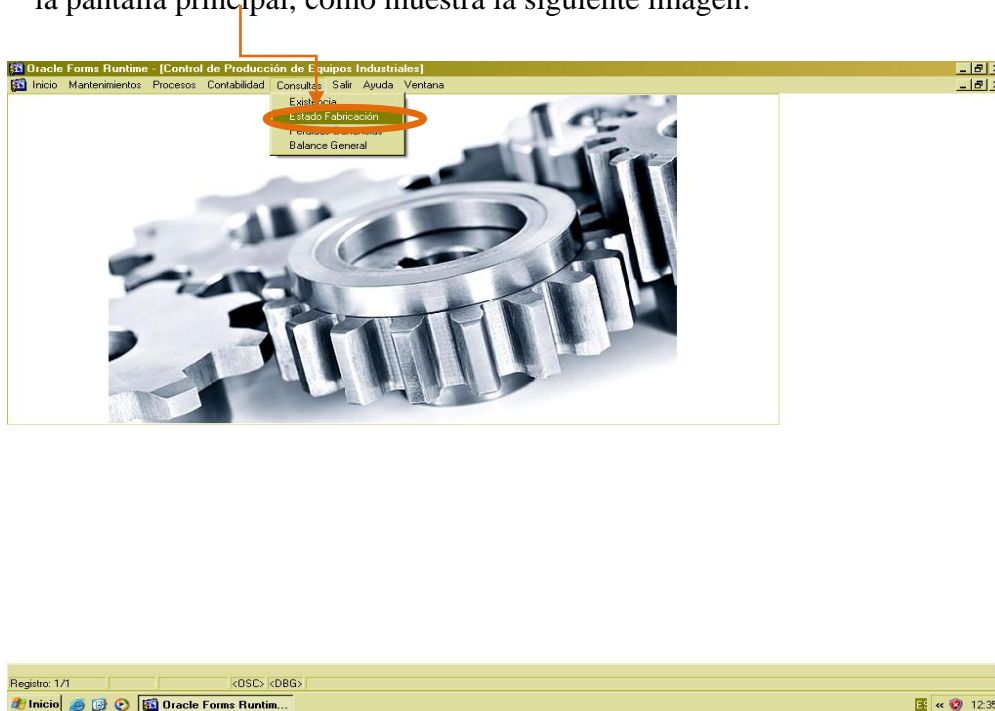 la pantalla principal, como muestra la siguiente imagen.
Oracle Forms Runtime - [Control de Producción de Equipos Industriales]
Inicio Mantenimientos Procesos Contabilidad Consultas Salir Ayuda Ventana
Existencia
Estado Fabricación
Balance General
Registro: 1/1 <OSC> <DBG>
Inicio Oracle Forms Runtim... ES « 12:35